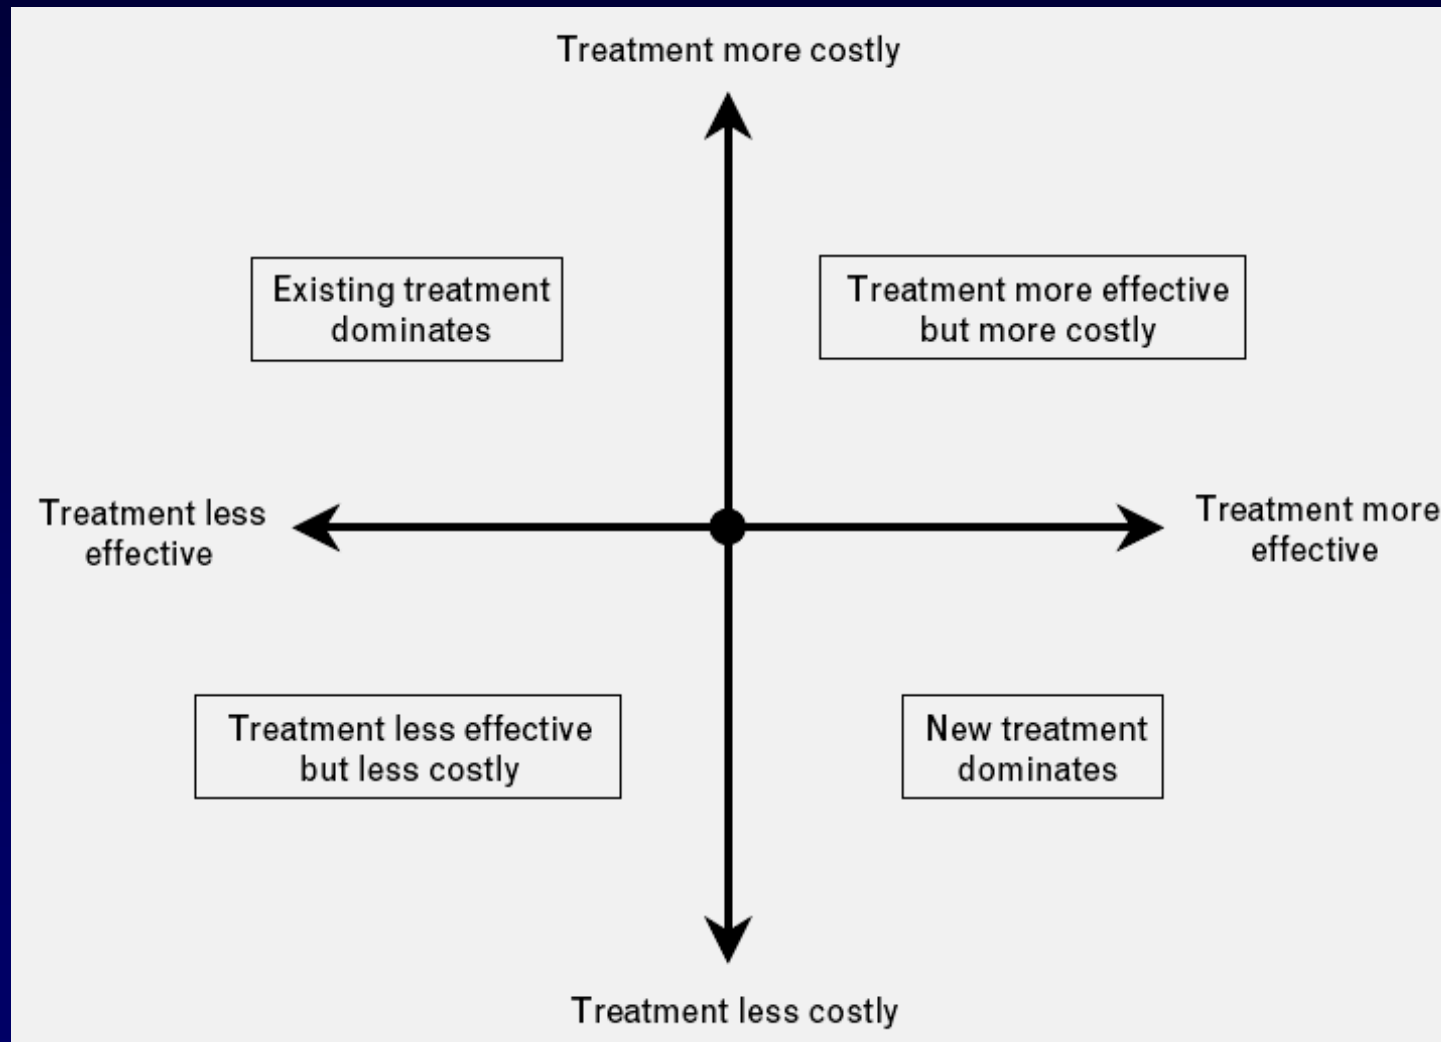 Treatment more costly
Existing treatment
dominates
Treatment more effective
but more costly
Treatment less
effective
Treatment more
effective
Treatment less effective
but less costly
New treatment
dominates
Treatment less costly